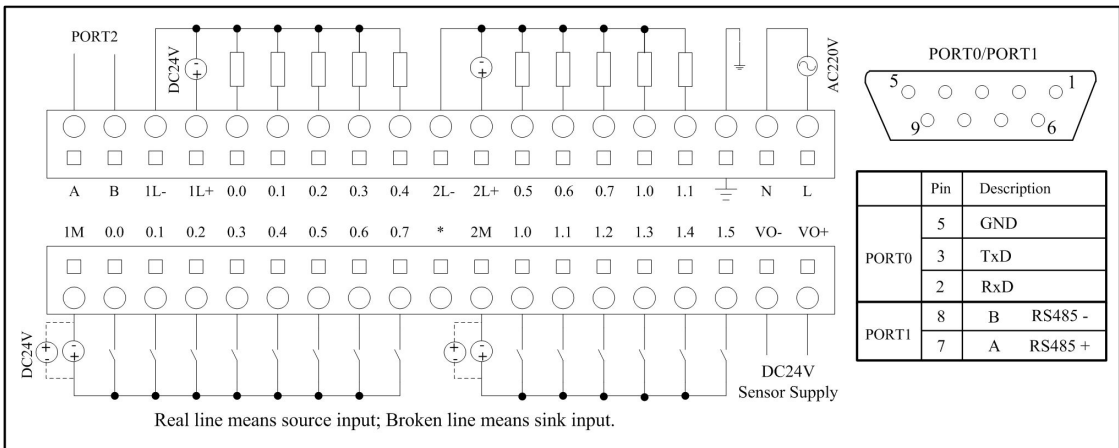 PORT2
DC24V
AC220V
A B 1L- 1L+ 0.0 0.1 0.2 0.3 0.4 2L- 2L+ 0.5 0.6 0.7 1.0 1.1 N L
1M 0.0 0.1 0.2 0.3 0.4 0.5 0.6 0.7 * 2M 1.0 1.1 1.2 1.3 1.4 1.5 VO- VO+
DC24V
DC24V
Sensor Supply
Real line means source input; Broken line means sink input.
PORT0/PORT1
5 1
9 6
Pin Description
PORT0
5 GND
3 TxD
2 RxD
PORT1
8 B RS485 -
7 A RS485 +